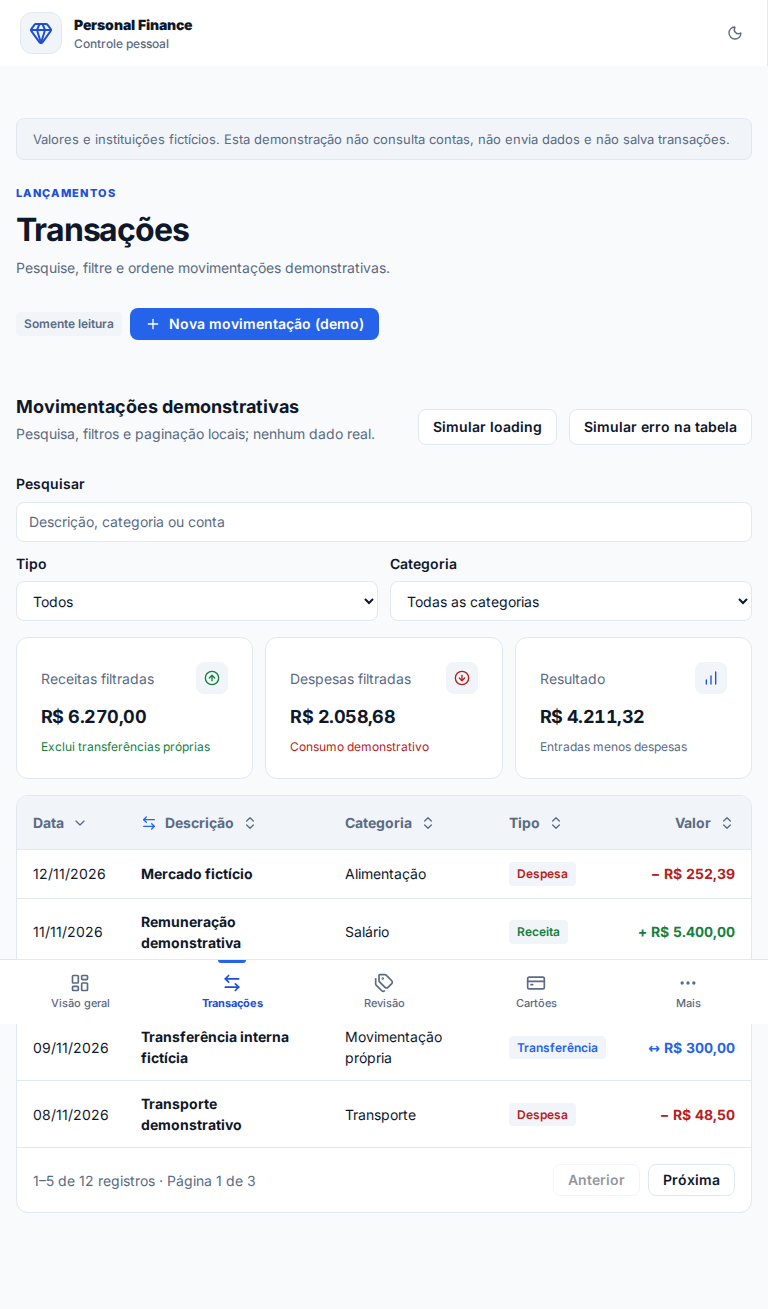 Personal Finance
Controle pessoal
Valores e instituições fictícios. Esta demonstração não consulta contas, não envia dados e não salva transações.
LANÇAMENTOS
Transações
Pesquise, filtre e ordene movimentações demonstrativas.
Somente leitura
Nova movimentação (demo)
Movimentações demonstrativas
Pesquisa, filtros e paginação locais; nenhum dado real.
Simular loading
Simular erro na tabela
Pesquisar
Descrição, categoria ou conta
Tipo
Categoria
Todos
Todas as categorias
Receitas filtradas
R$ 6.270,00
Exclui transferências próprias
Despesas filtradas
R$ 2.058,68
Consumo demonstrativo
Resultado
R$ 4.211,32
Entradas menos despesas
Data Descrição Categoria Tipo Valor
12/11/2026 Mercado fictício Alimentação Despesa − R$ 252,39
11/11/2026 Remuneração demonstrativa Salário Receita + R$ 5.400,00
Visão geral
Transações
Revisão
Cartões
Mais
09/11/2026 Transferência interna fictícia Movimentação própria Transferência ↔ R$ 300,00
08/11/2026 Transporte demonstrativo Transporte Despesa − R$ 48,50
1–5 de 12 registros · Página 1 de 3
Anterior
Próxima